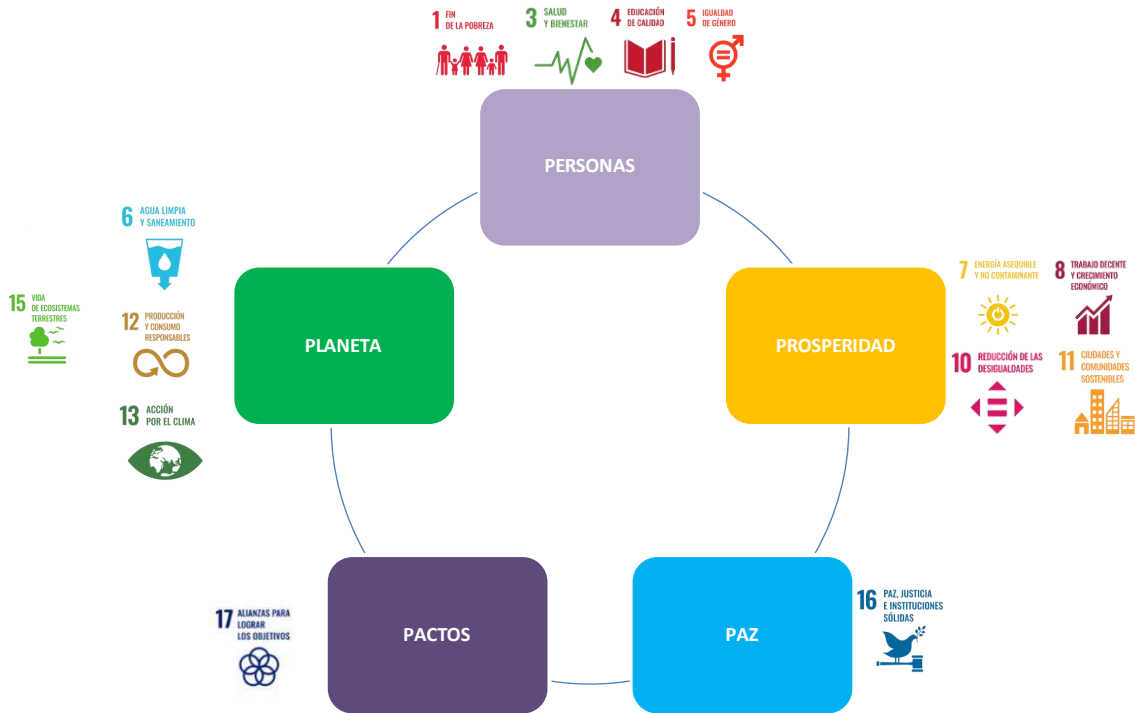 1 FIN
DE LA POBREZA
3 SALUD
Y BIENESTAR
4 EDUCACIÓN
DE CALIDAD
5 IGUALDAD
DE GÉNERO
PERSONAS
6 AGUA LIMPIA
Y SANEAMIENTO
15 VIDA
DE ECOSISTEMAS
TERRESTRES
12 PRODUCCIÓN
Y CONSUMO
RESPONSABLES
13 ACCIÓN
POR EL CLIMA
PLANETA
PROSPERIDAD
7 ENERGÍA ASEQUIBLE
Y NO CONTAMINANTE
8 TRABAJO DECENTE
Y CRECIMIENTO
ECONÓMICO
10 REDUCCIÓN DE LAS
DESIGUALDADES
11 CIUDADES Y
COMUNIDADES
SOSTENIBLES
17 ALIANZAS PARA
LOGRAR
LOS OBJETIVOS
PACTOS
PAZ
16 PAZ, JUSTICIA
E INSTITUCIONES
SÓLIDAS